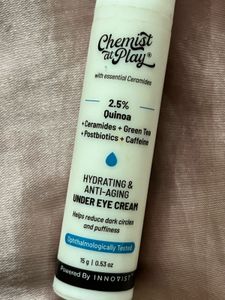 Chemist
at Play®
with essential Ceramides
2.5%
Quinoa
+Ceramides + Green Tea
+Postbiotics + Caffeine
HYDRATING &
ANTI-AGING
UNDER EYE CREAM
Helps reduce dark circles
and puffiness
Ophthalmologically Tested
15 g | 0.53 oz
Powered By INNOVIST